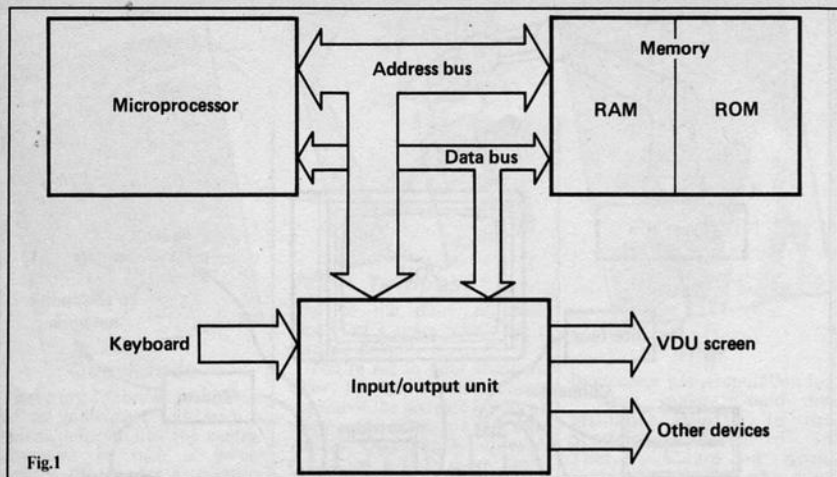 Microprocessor
Address bus
Memory
RAM
ROM
Data bus
Keyboard
Input/output unit
VDU screen
Other devices
Fig.1